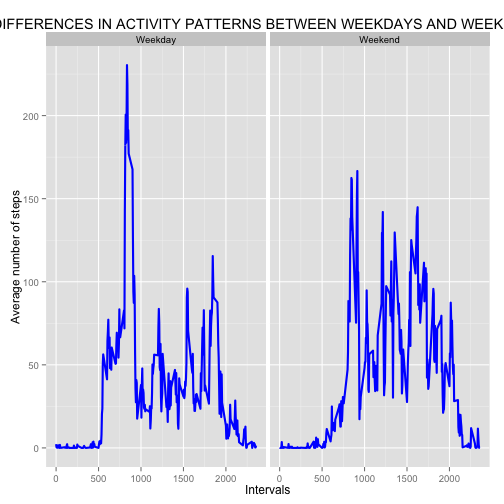 DIFFERENCES IN ACTIVITY PATTERNS BETWEEN WEEKDAYS AND WEEK
Weekday Weekend
200
150
100
50
0
Average number of steps
0 500 1000 1500 2000 0 500 1000 1500 2000
Intervals